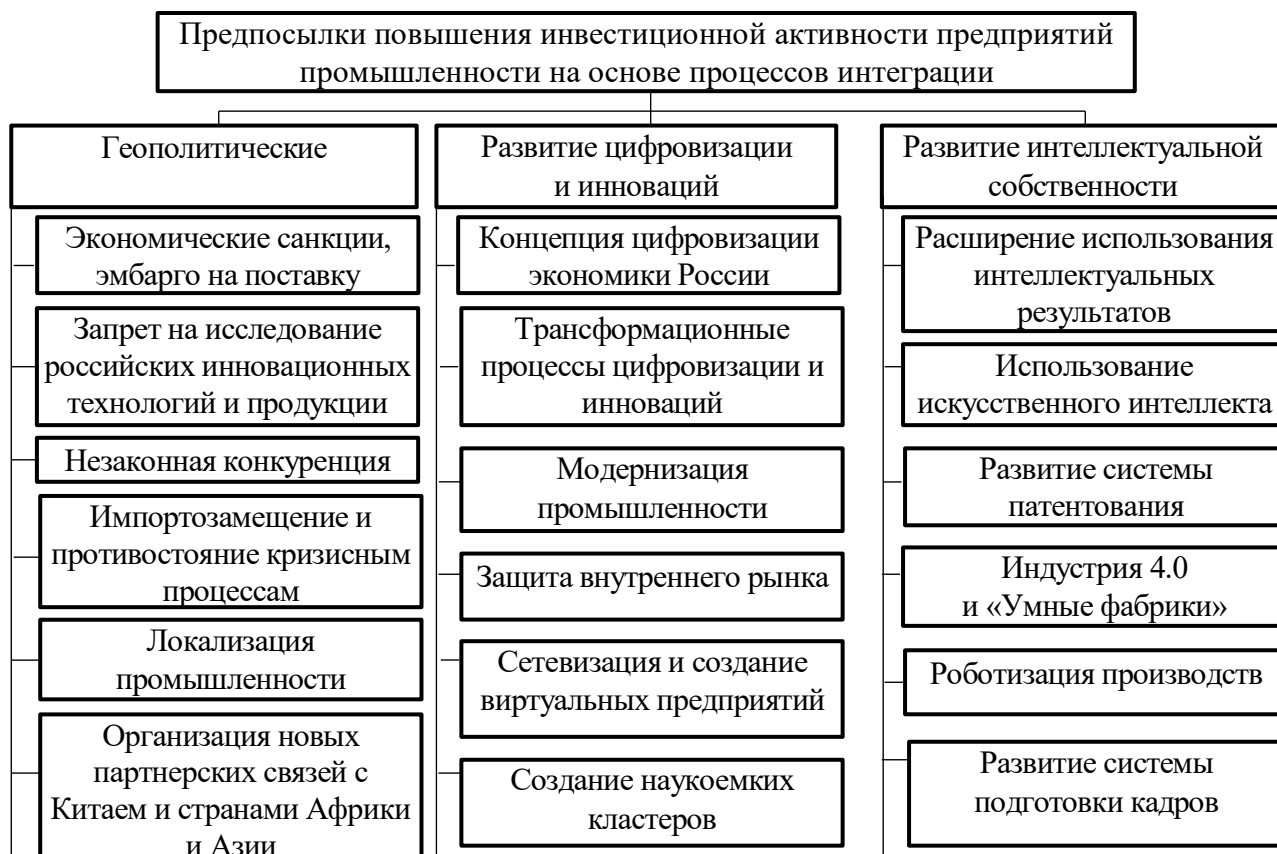 Предпосылки повышения инвестиционной активности предприятий
промышленности на основе процессов интеграции
Геополитические
Экономические санкции,
эмбарго на поставку
Запрет на исследование
российских инновационных
технологий и продукции
Незаконная конкуренция
Импортозамещение и
противостояние кризисным
процессам
Локализация
промышленности
Организация новых
партнерских связей с
Китаем и странами Африки
и Азии
Развитие цифровизации
и инноваций
Концепция цифровизации
экономики России
Трансформационные
процессы цифровизации и
инноваций
Модернизация
промышленности
Защита внутреннего рынка
Сетевизация и создание
виртуальных предприятий
Создание наукоемких
кластеров
Развитие интеллектуальной
собственности
Расширение использования
интеллектуальных
результатов
Использование
искусственного интеллекта
Развитие системы
патентования
Индустрия 4.0
и «Умные фабрики»
Роботизация производств
Развитие системы
подготовки кадров